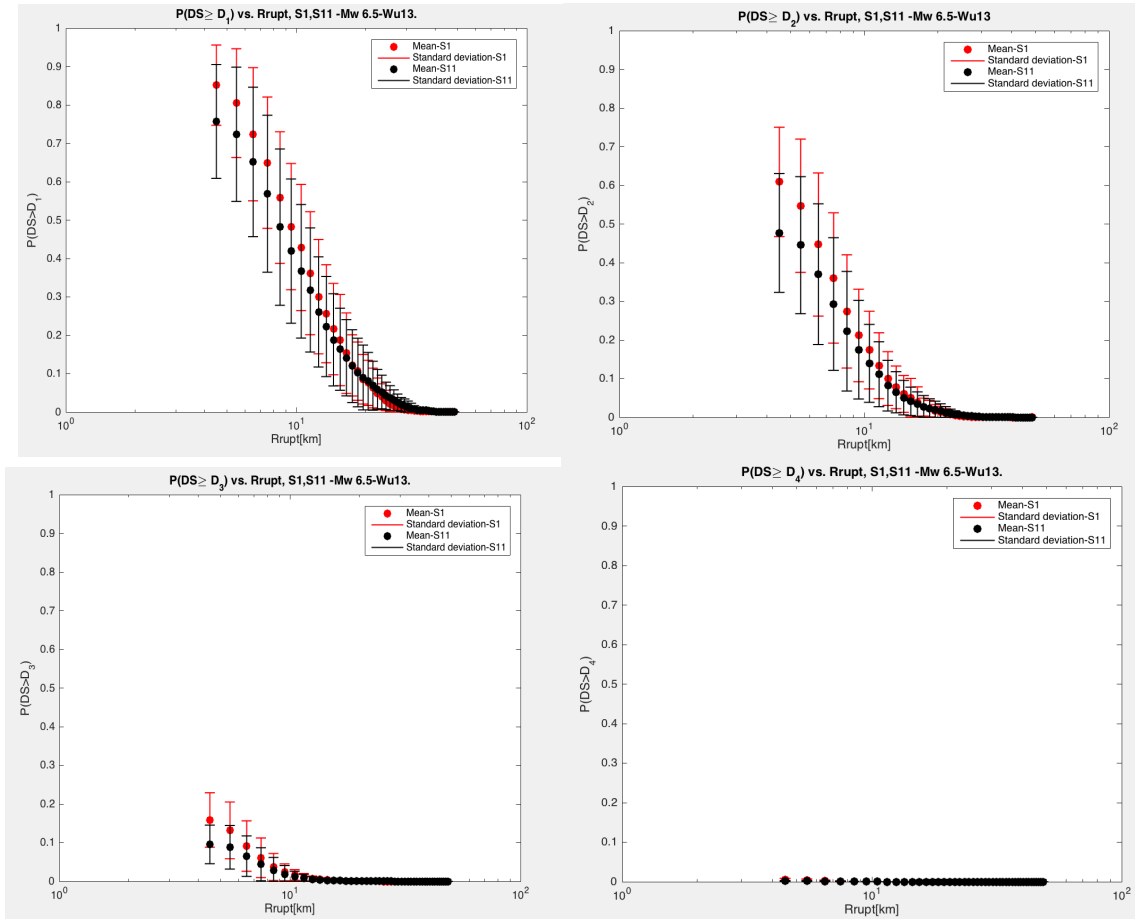 P(DS≥ D1) vs. Rrupt, S1,S11 -Mw 6.5-Wu13.
Mean-S1
Standard deviation-S1
Mean-S11
Standard deviation-S11
1
0.9
0.8
0.7
0.6
0.5
0.4
0.3
0.2
0.1
0
P(DS>D1)
10^0
10^1
10^2
Rrupt[km]
P(DS≥ D2) vs. Rrupt, S1,S11 -Mw 6.5-Wu13
Mean-S1
Standard deviation-S1
Mean-S11
Standard deviation-S11
1
0.9
0.8
0.7
0.6
0.5
0.4
0.3
0.2
0.1
0
P(DS>D2)
10^0
10^1
10^2
Rrupt[km]
P(DS≥ D3) vs. Rrupt, S1,S11 -Mw 6.5-Wu13.
Mean-S1
Standard deviation-S1
Mean-S11
Standard deviation-S11
1
0.9
0.8
0.7
0.6
0.5
0.4
0.3
0.2
0.1
0
P(DS>D3)
10^0
10^1
10^2
Rrupt[km]
P(DS≥ D4) vs. Rrupt, S1,S11 -Mw 6.5-Wu13.
Mean-S1
Standard deviation-S1
Mean-S11
Standard deviation-S11
1
0.9
0.8
0.7
0.6
0.5
0.4
0.3
0.2
0.1
0
P(DS>D4)
10^0
10^1
10^2
Rrupt[km]